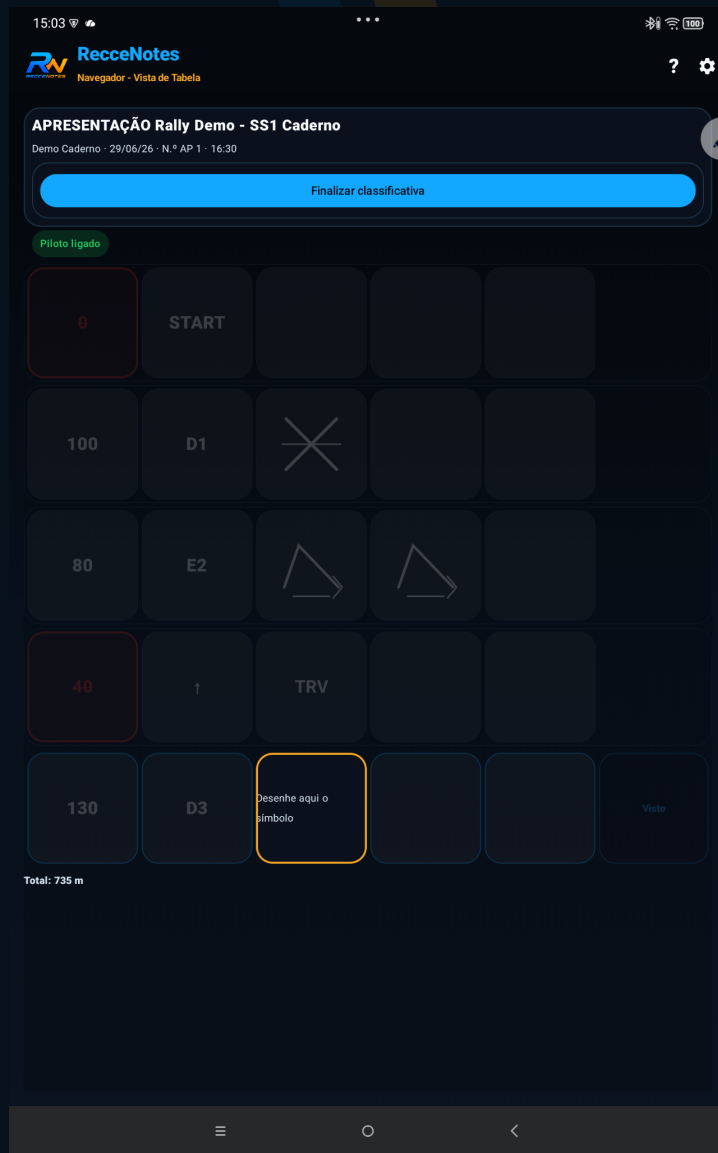 15:03
100
RecceNotes
RECCENOTES
Navegador - Vista de Tabela
?
APRESENTAÇÃO Rally Demo - SS1 Caderno
Demo Caderno · 29/06/26 · N.º AP 1 · 16:30
Finalizar classificativa
Piloto ligado
0 START
100 D1
80 E2
40 ↑ TRV
130 D3 Desenhe aqui o
símbolo
Visto
Total: 735 m